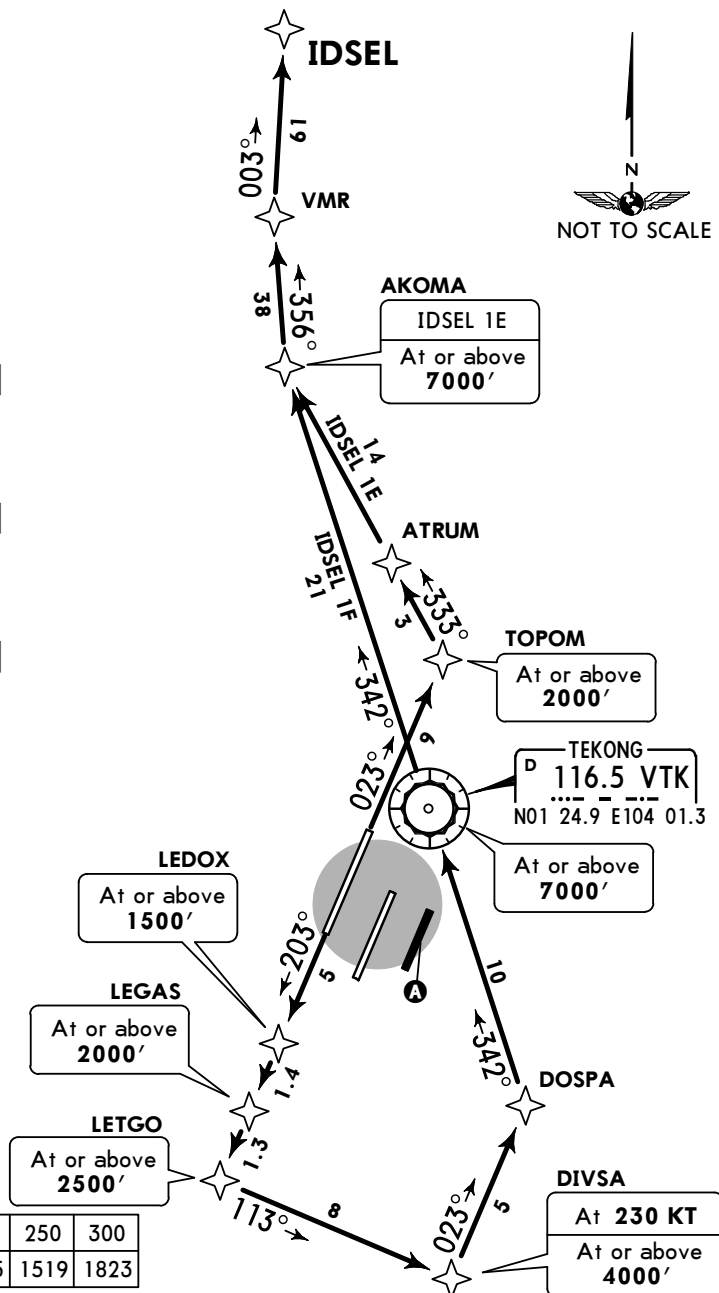 IDSEL
19
003°
VMR
N
NOT TO SCALE
38
356°
AKOMA
IDSEL 1E
At or above
7000'
14
IDSEL 1E
IDSEL 1F
21
ATRUM
333°
3
TOPOM
At or above
2000'
342°
023°
9
TEKONG
D 116.5 VTK
N01 24.9 E104 01.3
At or above
7000'
LEDOX
At or above
1500'
203°
5
A
10
LEGAS
At or above
2000'
1.4
342°
DOSPA
LETGO
At or above
2500'
1.3
113°
8
023°
5
DIVSA
At 230 KT
At or above
4000'
250 300
1519 1823